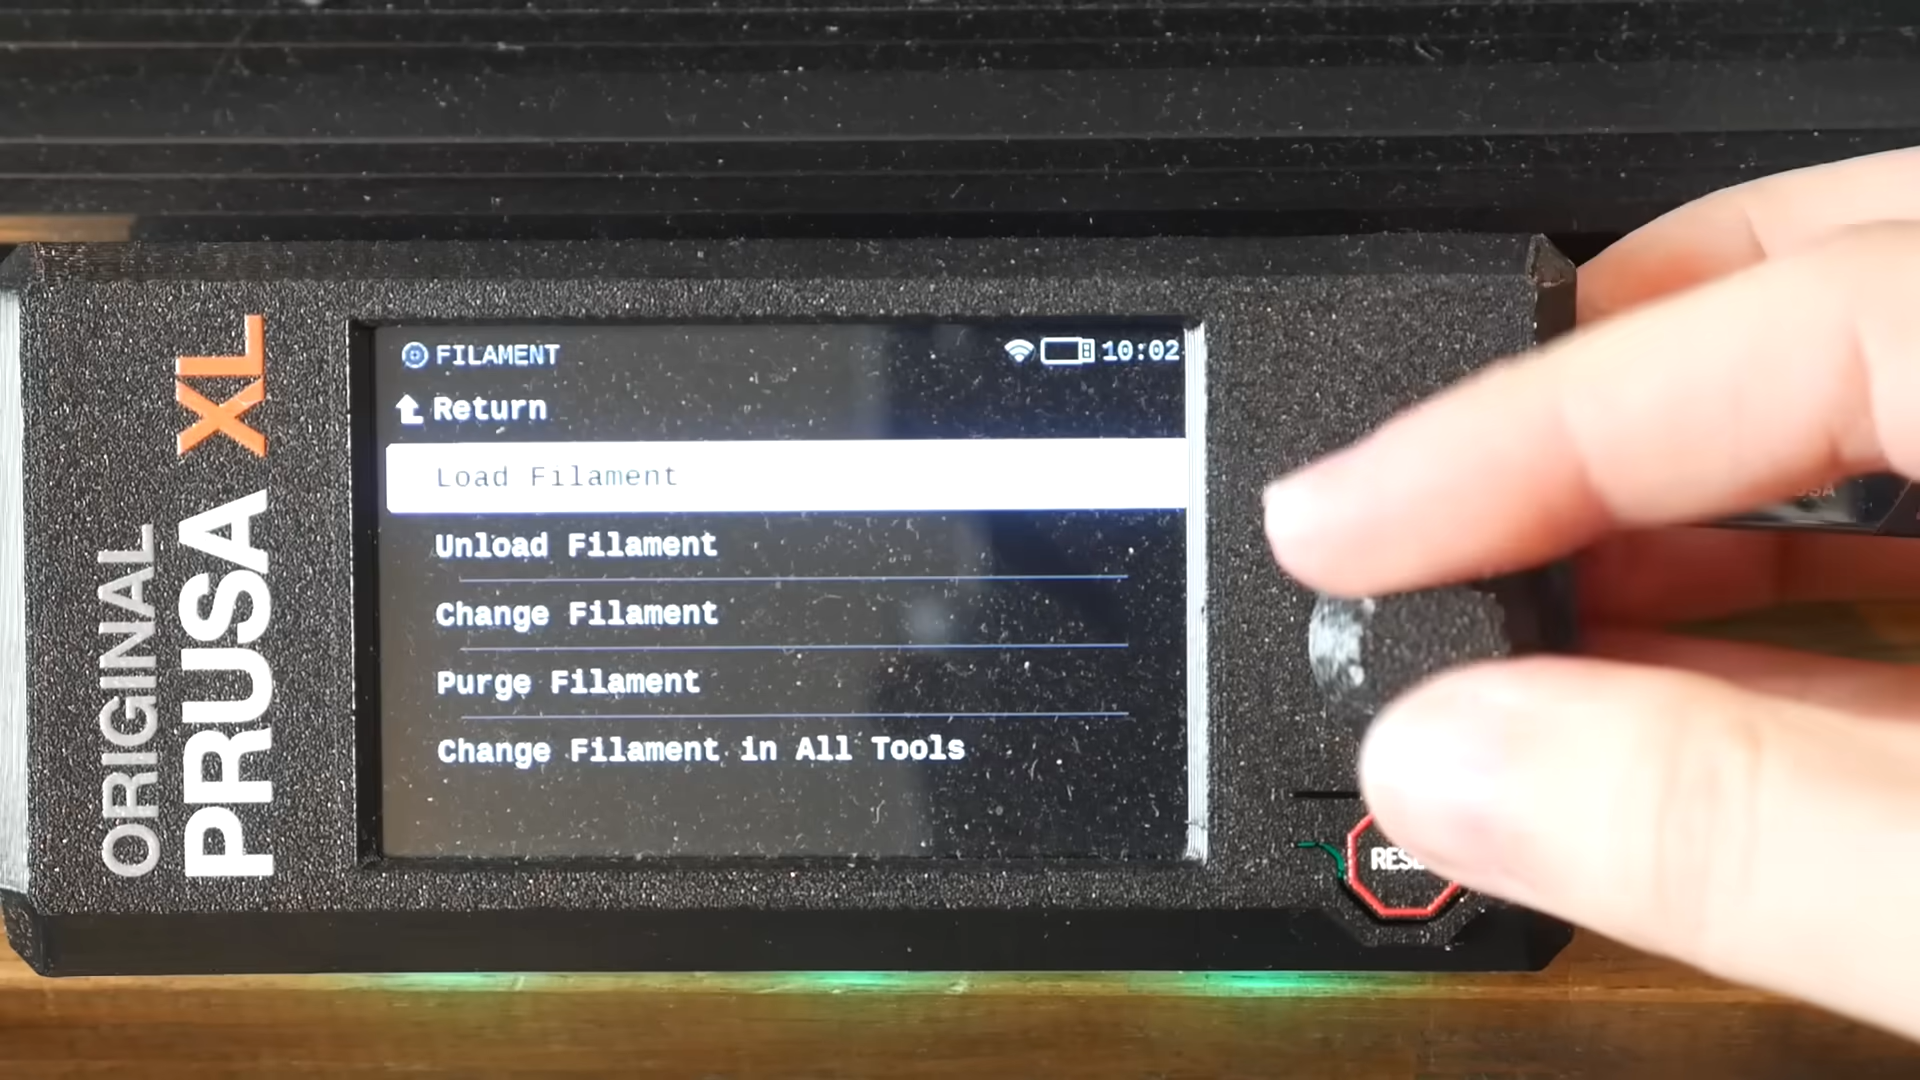 ORIGINAL
PRUSA XL
FILAMENT
10:02
Return
Load Filament
Unload Filament
Change Filament
Purge Filament
Change Filament in All Tools